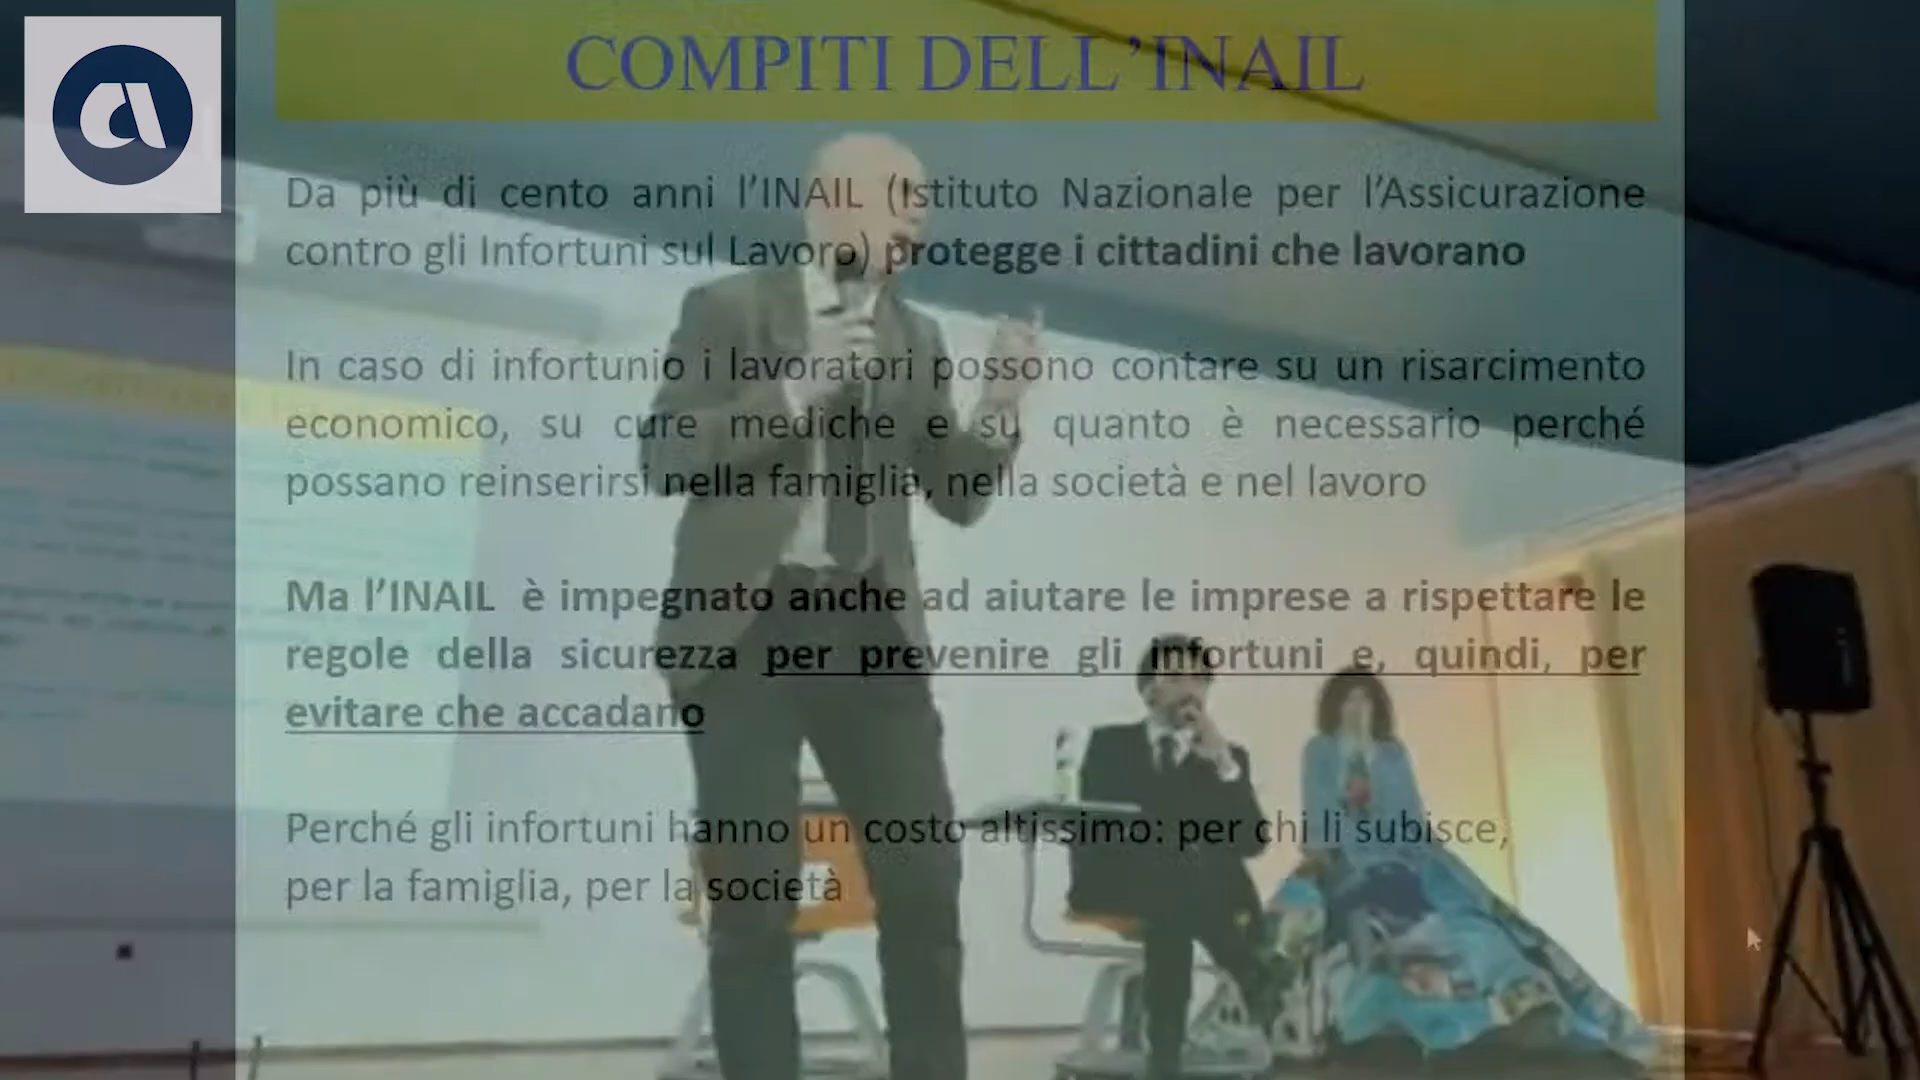 COMPITI DELL'INAIL
Da più di cento anni l'INAIL (Istituto Nazionale per l'Assicurazione
contro gli Infortuni sul Lavoro) protegge i cittadini che lavorano
In caso di infortunio i lavoratori possono contare su un risarcimento
economico, su cure mediche e su quanto è necessario perché
possano reinserirsi nella famiglia, nella società e nel lavoro
Ma l'INAIL è impegnato anche ad aiutare le imprese a rispettare le
regole della sicurezza per prevenire gli infortuni e, quindi, per
evitare che accadano
Perché gli infortuni hanno un costo altissimo: per chi li subisce,
per la famiglia, per la società